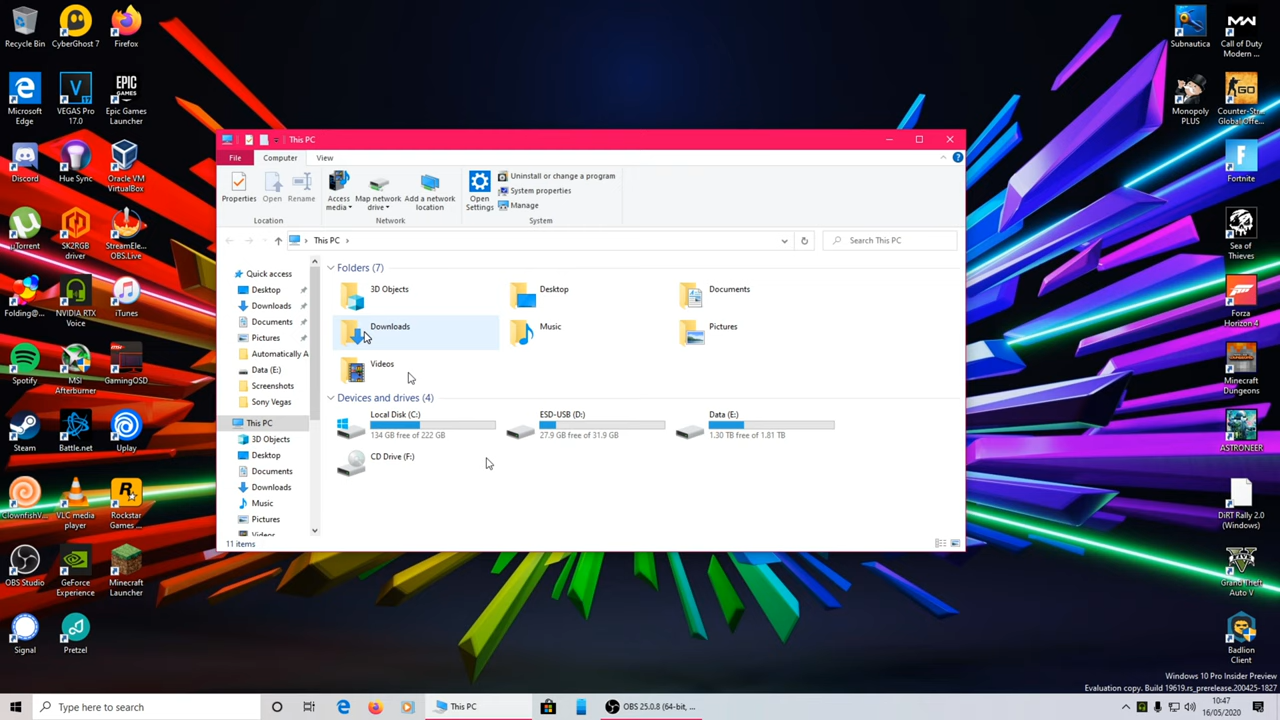 Recycle Bin
CyberGhost 7
Firefox
Microsoft
Edge
VEGAS Pro
17.0
Epic Games
Launcher
Discord
Hue Sync
Oracle VM
VirtualBox
µTorrent
SK2RGB
driver
StreamEle...
OBS.Live
Folding@...
NVIDIA RTX
Voice
iTunes
Spotify
MSI
Afterburner
GamingOSD
Steam
Battle.net
Uplay
ClownfishV...
VLC media
player
Rockstar
Games ...
OBS Studio
GeForce
Experience
Minecraft
Launcher
Signal
Pretzel
This PC
File
Computer
View
Properties
Open
Rename
Access
media
Map network
drive
Add a network
location
Open
Settings
Uninstall or change a program
System properties
Manage
Location
Network
System
This PC
Search This PC
Quick access
Desktop
Downloads
Documents
Pictures
Automatically A
Data (E:)
Screenshots
Sony Vegas
This PC
3D Objects
Desktop
Documents
Downloads
Music
Pictures
Videos
Folders (7)
3D Objects
Desktop
Documents
Downloads
Music
Pictures
Videos
Devices and drives (4)
Local Disk (C:)
134 GB free of 222 GB
ESD-USB (D:)
27.9 GB free of 31.9 GB
Data (E:)
1.30 TB free of 1.81 TB
CD Drive (F:)
11 items
Subnautica
Call of Duty
Modern ...
Monopoly
PLUS
Counter-Str...
Global Offe...
Fortnite
Sea of
Thieves
Forza
Horizon 4
Minecraft
Dungeons
ASTRONEER
DiRT Rally 2.0
(Windows)
Grand Theft
Auto V
Badlion
Client
Windows 10 Pro Insider Preview
Evaluation copy. Build 19619.rs_prerelease.200425-1827
Type here to search
This PC
OBS 25.0.8 (64-bit, ...
10:47
16/05/2020